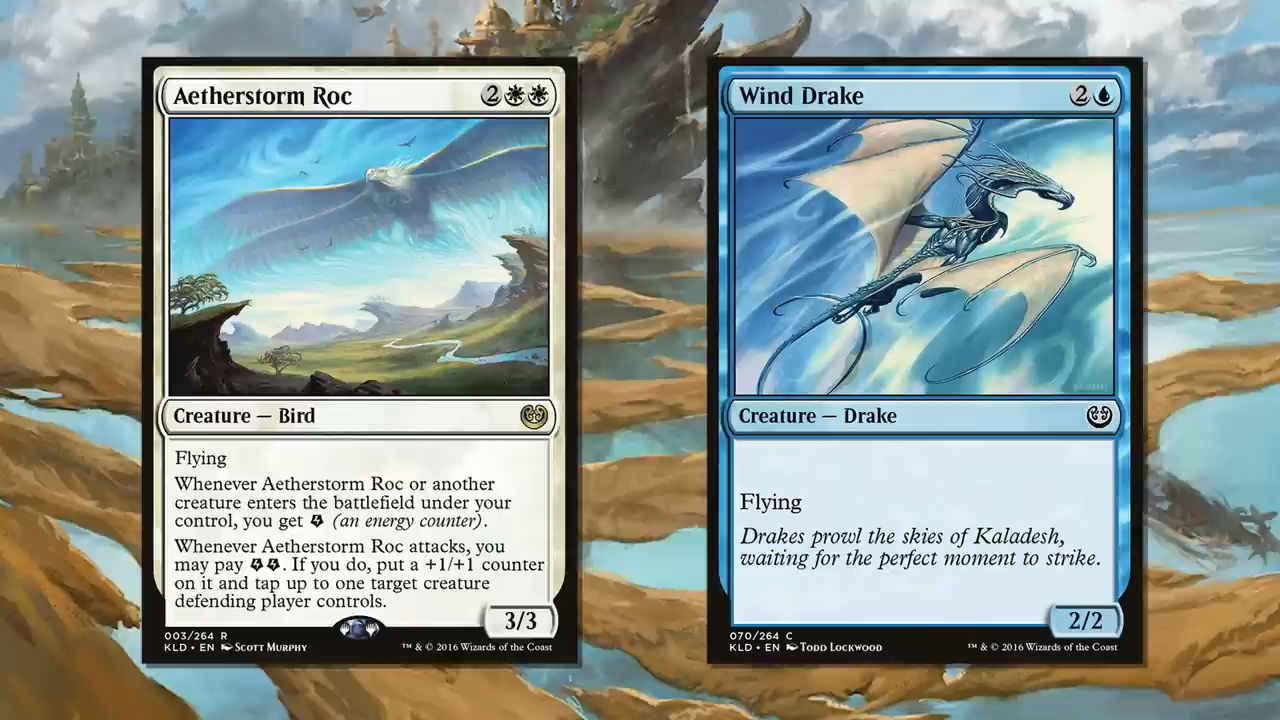 Aetherstorm Roc 2
Creature — Bird
Flying
Whenever Aetherstorm Roc or another
creature enters the battlefield under your
control, you get (an energy counter).
Whenever Aetherstorm Roc attacks, you
may pay . If you do, put a +1/+1 counter
on it and tap up to one target creature
defending player controls.
3/3
003/264 R
KLD • EN Scott Murphy
™ & © 2016 Wizards of the Coast
Wind Drake 2
Creature — Drake
Flying
Drakes prowl the skies of Kaladesh,
waiting for the perfect moment to strike.
2/2
070/264 C
KLD • EN Todd Lockwood
™ & © 2016 Wizards of the Coast